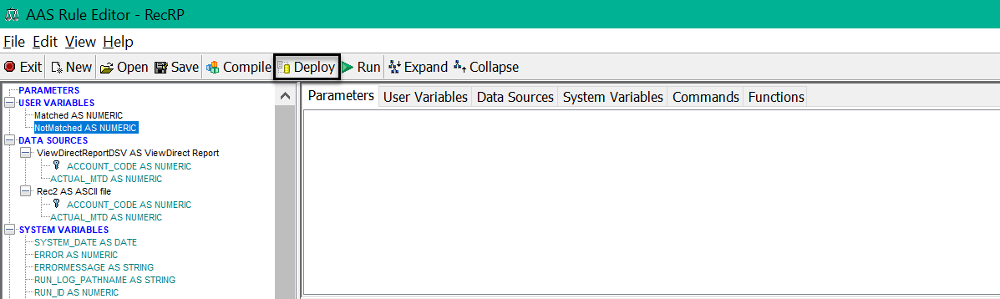 AAS Rule Editor - RecRP
File Edit View Help
Exit New Open Save Compile Deploy Run Expand Collapse
PARAMETERS
USER VARIABLES
Matched AS NUMERIC
NotMatched AS NUMERIC
DATA SOURCES
ViewDirectReportDSV AS ViewDirect Report
ACCOUNT_CODE AS NUMERIC
ACTUAL_MTD AS NUMERIC
Rec2 AS ASCII file
ACCOUNT_CODE AS NUMERIC
ACTUAL_MTD AS NUMERIC
SYSTEM VARIABLES
SYSTEM_DATE AS DATE
ERROR AS NUMERIC
ERRORMESSAGE AS STRING
RUN_LOG_PATHNAME AS STRING
RUN_ID AS NUMERIC
Parameters User Variables Data Sources System Variables Commands Functions